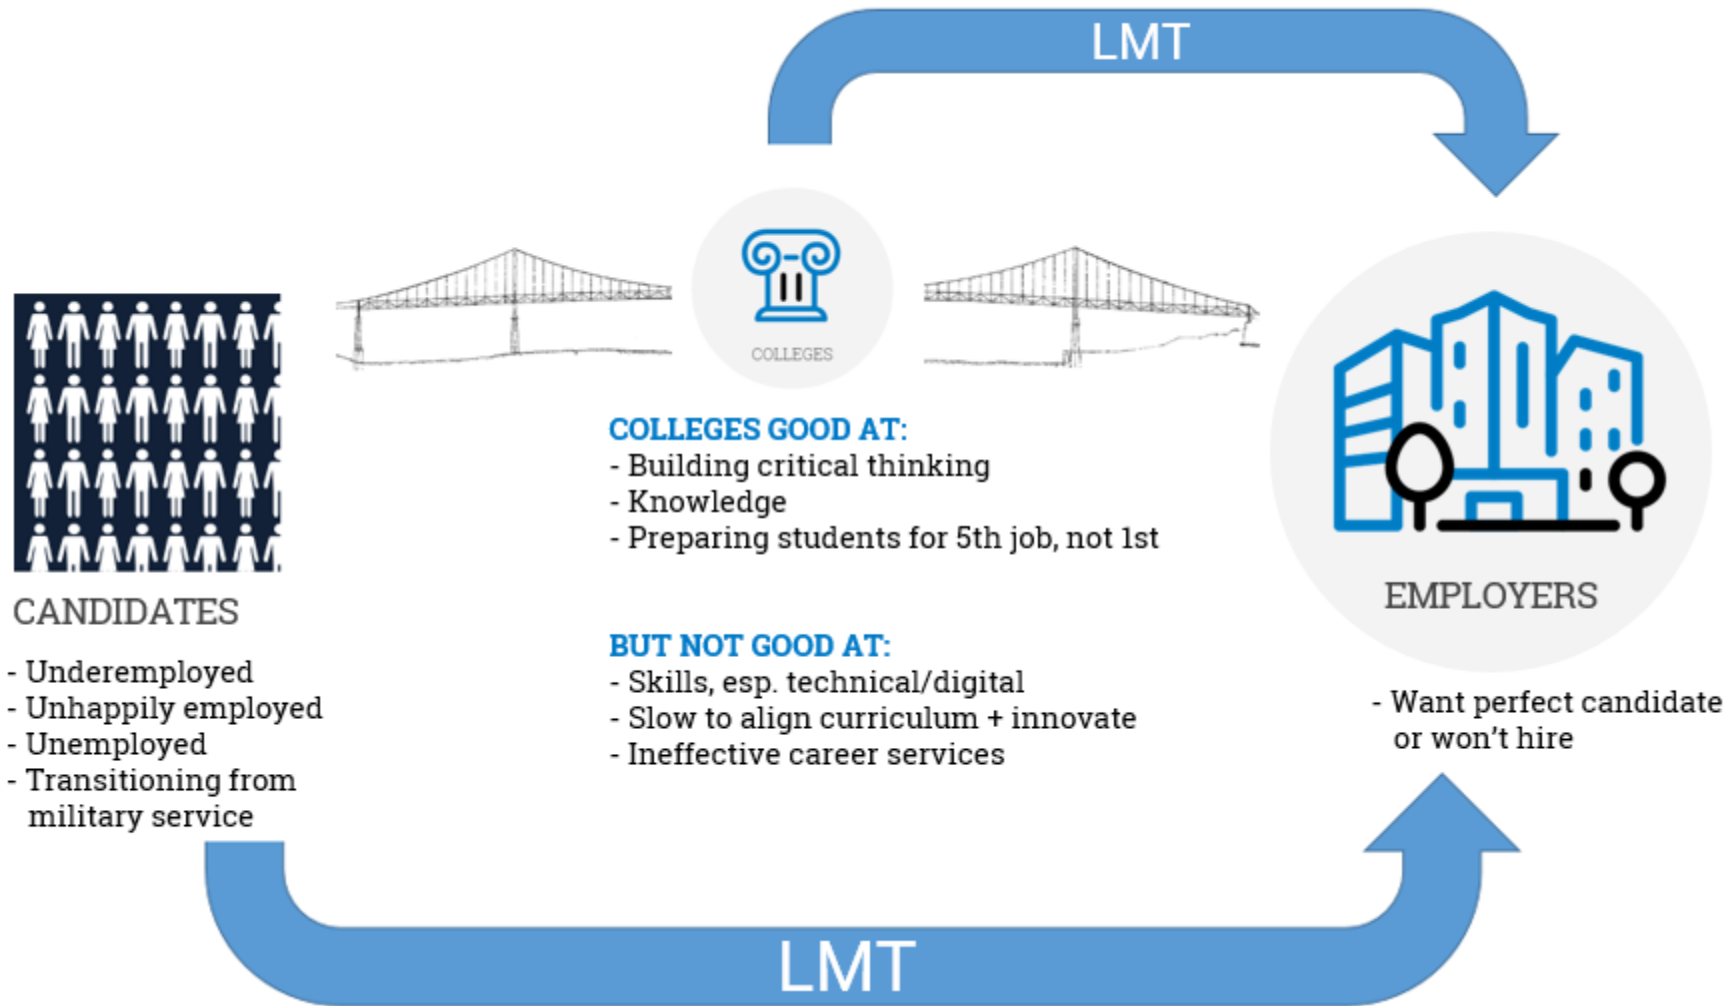 LMT
COLLEGES
COLLEGES GOOD AT:
- Building critical thinking
- Knowledge
- Preparing students for 5th job, not 1st
BUT NOT GOOD AT:
- Skills, esp. technical/digital
- Slow to align curriculum + innovate
- Ineffective career services
CANDIDATES
- Underemployed
- Unhappily employed
- Unemployed
- Transitioning from
military service
EMPLOYERS
- Want perfect candidate
or won't hire
LMT